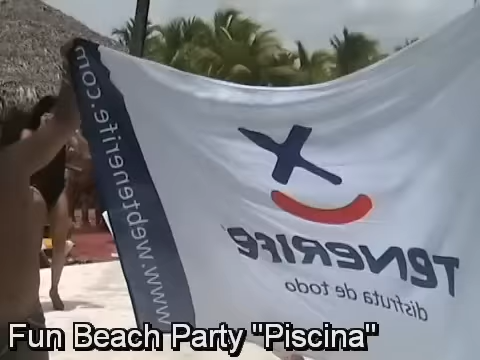 www.webtenerife.com
TENERIFE
disfruta de todo
Fun Beach Party "Piscina"